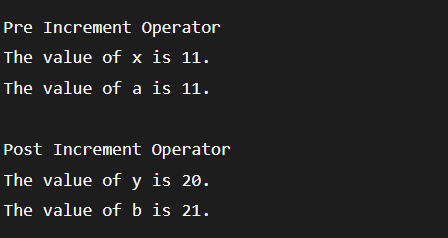 Pre Increment Operator
The value of x is 11.
The value of a is 11.
Post Increment Operator
The value of y is 20.
The value of b is 21.